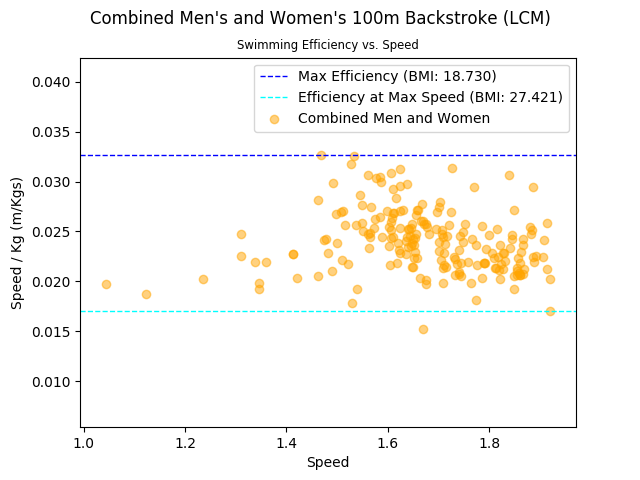 Combined Men's and Women's 100m Backstroke (LCM)
Swimming Efficiency vs. Speed
Max Efficiency (BMI: 18.730)
Efficiency at Max Speed (BMI: 27.421)
Combined Men and Women
Speed / Kg (m/Kgs)
0.040
0.035
0.030
0.025
0.020
0.015
0.010
1.0 1.2 1.4 1.6 1.8
Speed